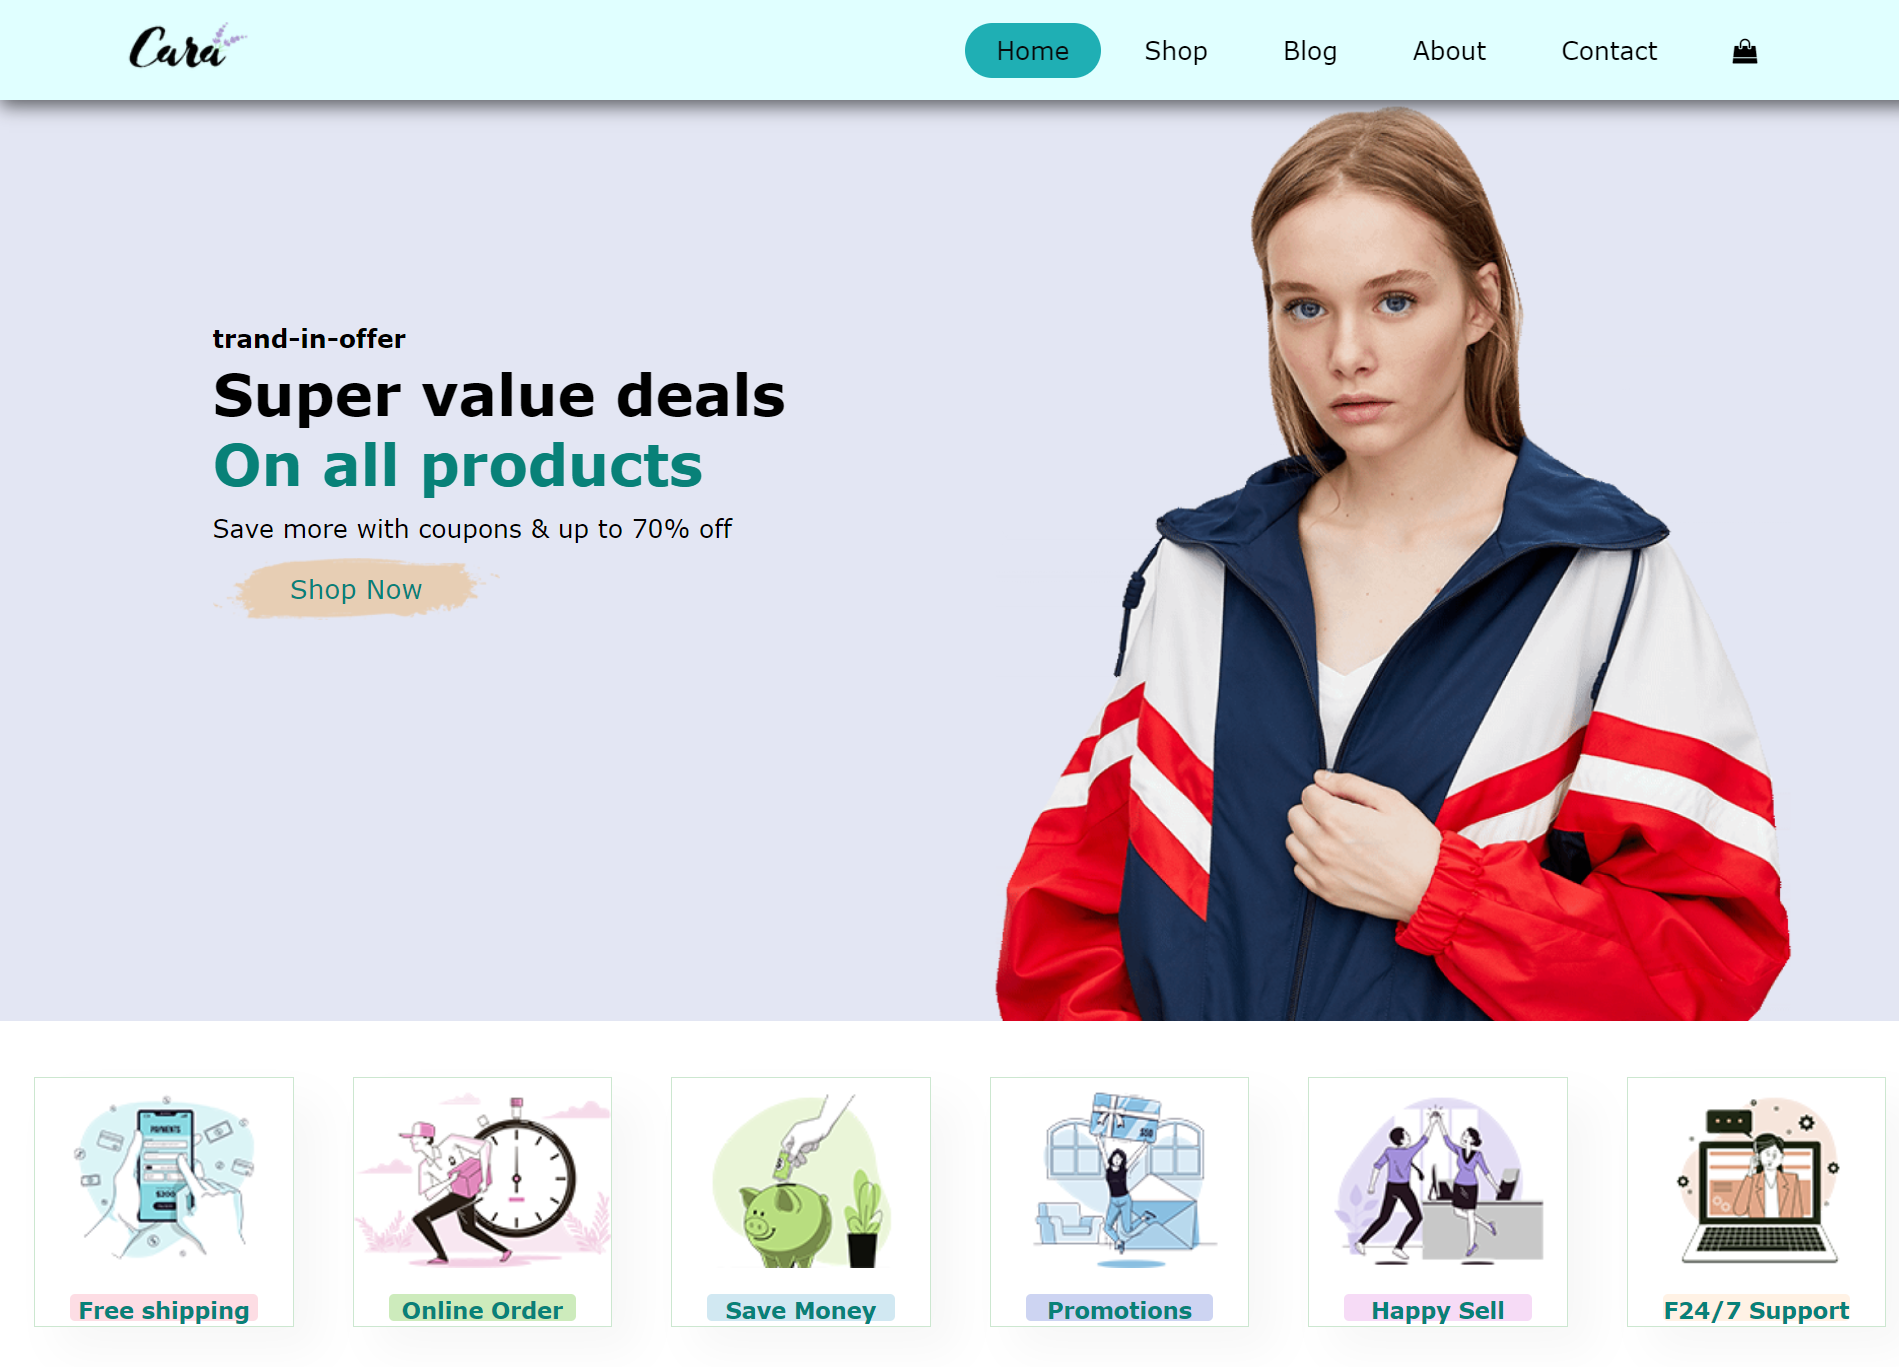 Cara
Home Shop Blog About Contact
trand-in-offer
Super value deals
On all products
Save more with coupons & up to 70% off
Shop Now
PAYMENTS
$200
$50
Free shipping
Online Order
Save Money
Promotions
Happy Sell
F24/7 Support